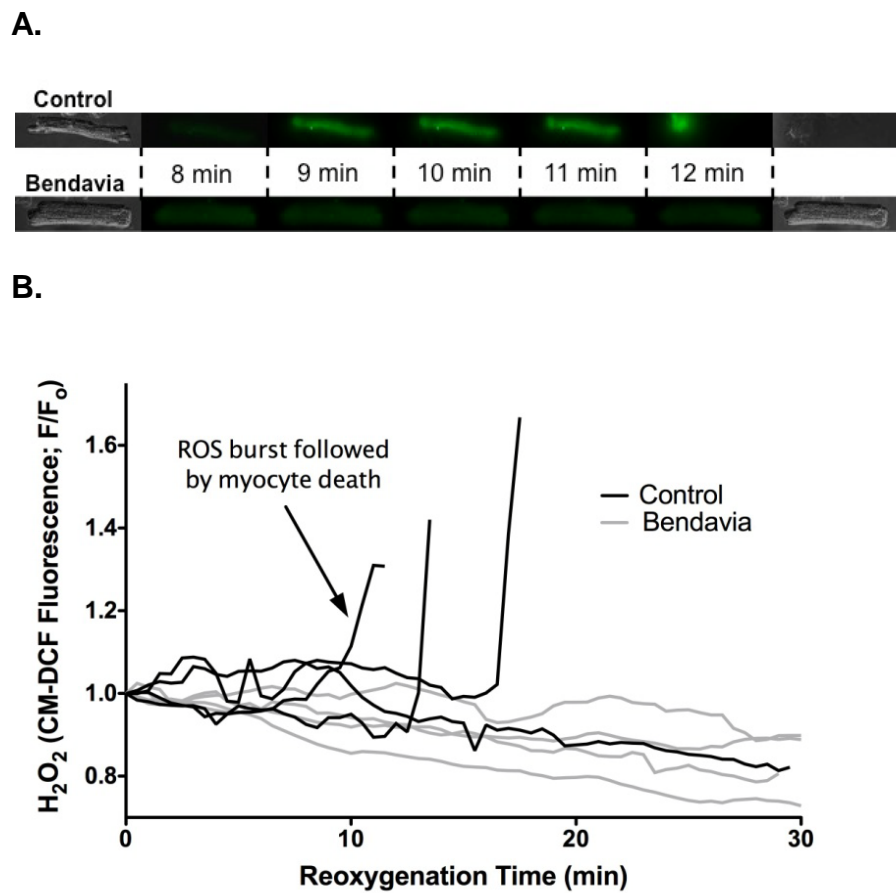 A.
Control
8 min
9 min
10 min
11 min
12 min
Bendavia
B.
H2O2 (CM-DCF Fluorescence; F/Fo)
1.6
1.4
1.2
1.0
0.8
ROS burst followed
by myocyte death
Control
Bendavia
0
10
20
30
Reoxygenation Time (min)